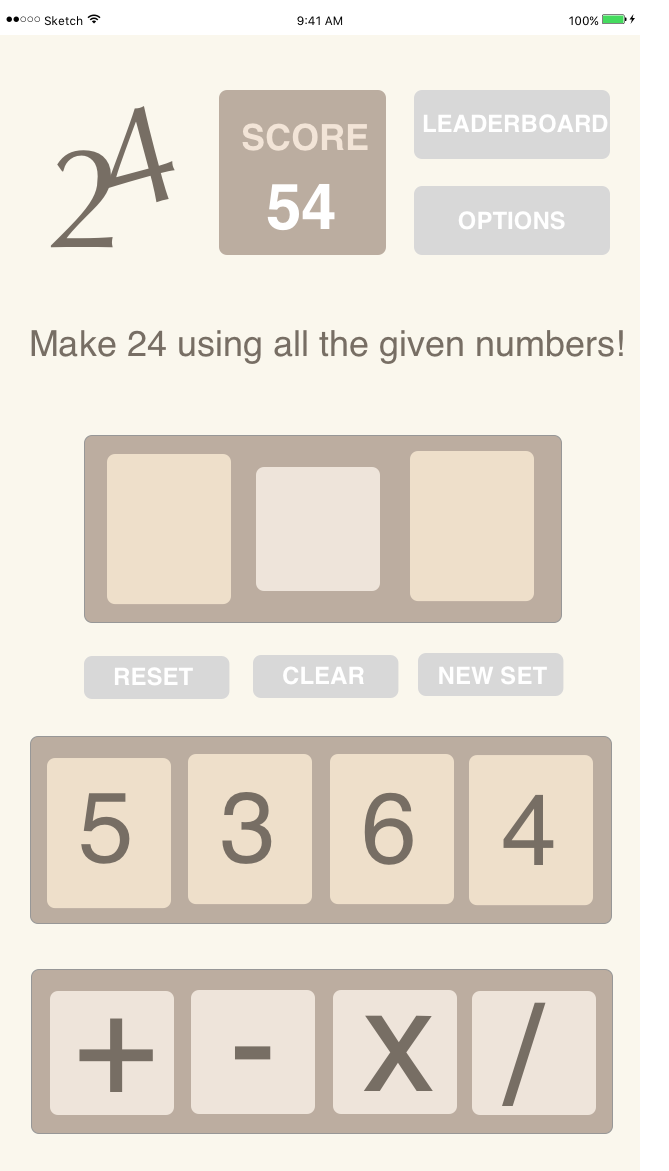 Sketch 9:41 AM 100%
24
SCORE
54
LEADERBOARD
OPTIONS
Make 24 using all the given numbers!
RESET CLEAR NEW SET
5 3 6 4
+ - x /